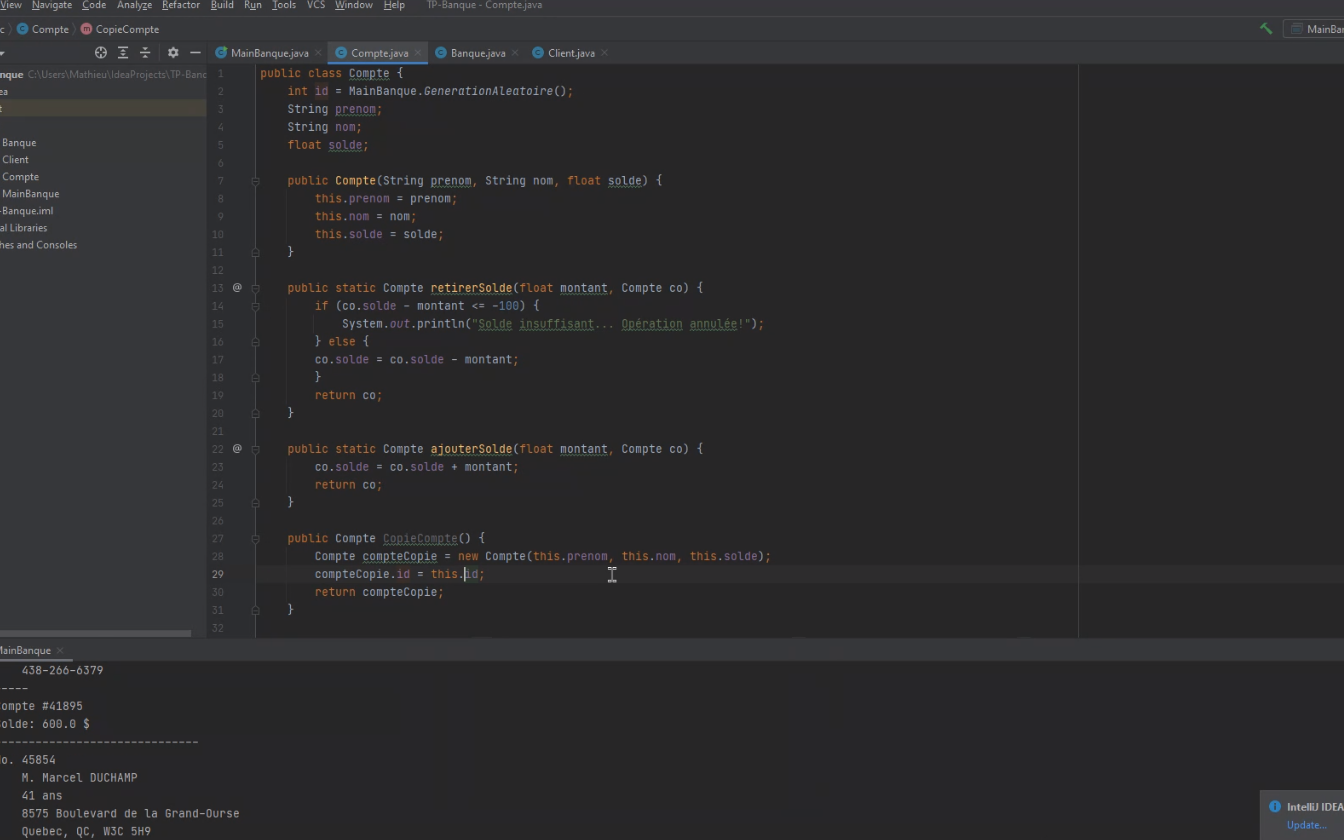 View Navigate Code Analyze Refactor Build Run Tools VCS Window Help TP-Banque - Compte.java
Compte CopieCompte
MainBan
MainBanque.java Compte.java Banque.java Client.java
nque C:\Users\Mathieu\IdeaProjects\TP-Banc
Banque
Client
Compte
MainBanque
-Banque.iml
al Libraries
hes and Consoles
1 public class Compte {
2 int id = MainBanque.GenerationAleatoire();
3 String prenom;
4 String nom;
5 float solde;
6
7 public Compte(String prenom, String nom, float solde) {
8 this.prenom = prenom;
9 this.nom = nom;
10 this.solde = solde;
11 }
12
13 @ public static Compte retirerSolde(float montant, Compte co) {
14 if (co.solde - montant <= -100) {
15 System.out.println("Solde insuffisant... Opération annulée!");
16 } else {
17 co.solde = co.solde - montant;
18 }
19 return co;
20 }
21
22 @ public static Compte ajouterSolde(float montant, Compte co) {
23 co.solde = co.solde + montant;
24 return co;
25 }
26
27 public Compte CopieCompte() {
28 Compte compteCopie = new Compte(this.prenom, this.nom, this.solde);
29 compteCopie.id = this.id;
30 return compteCopie;
31 }
32
MainBanque
438-266-6379
----
Compte #41895
Solde: 600.0 $
-----------------------------
No. 45854
M. Marcel DUCHAMP
41 ans
8575 Boulevard de la Grand-Ourse
Quebec, QC, W3C 5H9
IntelliJ IDEA
Update...